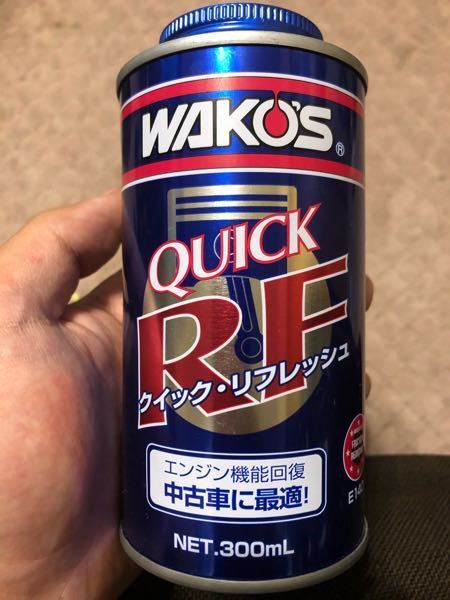 WAKO'S®
QUICK
RF
クイック・リフレッシュ
エンジン機能回復
中古車に最適!
NET.300mL